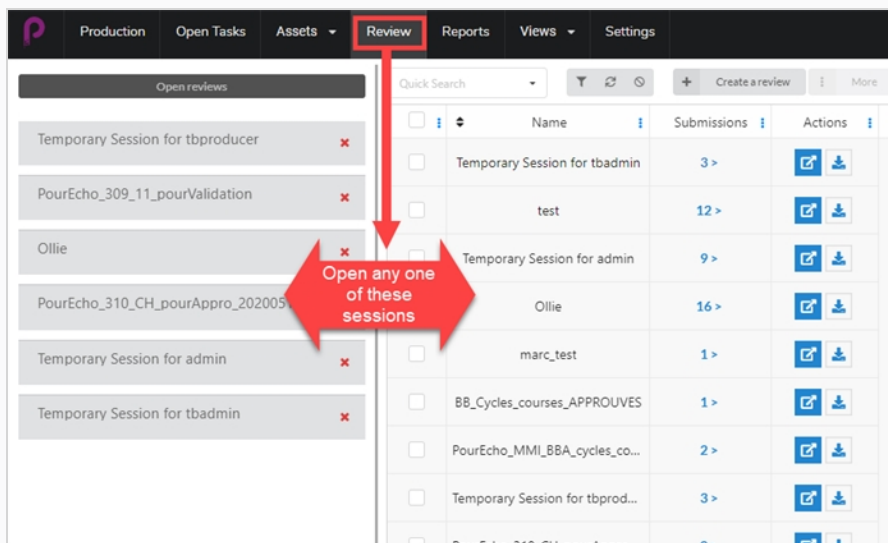 Production Open Tasks Assets Review Reports Views Settings
Open reviews
Temporary Session for tbproducer
PourEcho_309_11_pourValidation
Ollie
PourEcho_310_CH_pourAppro_202005
Temporary Session for admin
Temporary Session for tbadmin
Open any one
of these
sessions
Quick Search Create a review More
Name Submissions Actions
Temporary Session for tbadmin 3 >
test 12 >
Temporary Session for admin 9 >
Ollie 16 >
marc_test 1 >
BB_Cycles_courses_APPROUVES 1 >
PourEcho_MMI_BBA_cycles_co... 2 >
Temporary Session for tbprod... 3 >